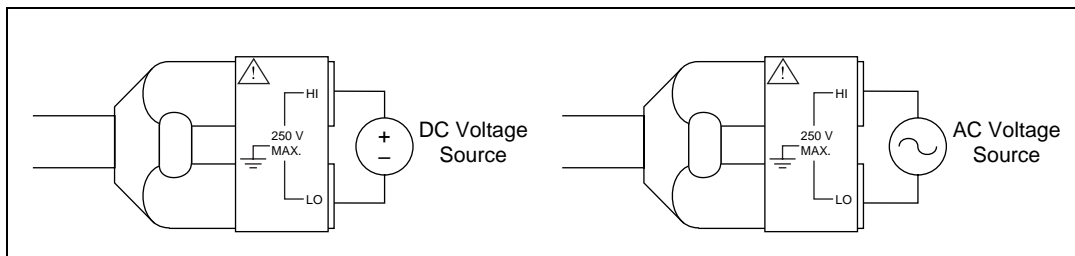 !
HI
250 V
MAX.
LO
+
–
DC Voltage
Source
!
HI
250 V
MAX.
LO
AC Voltage
Source